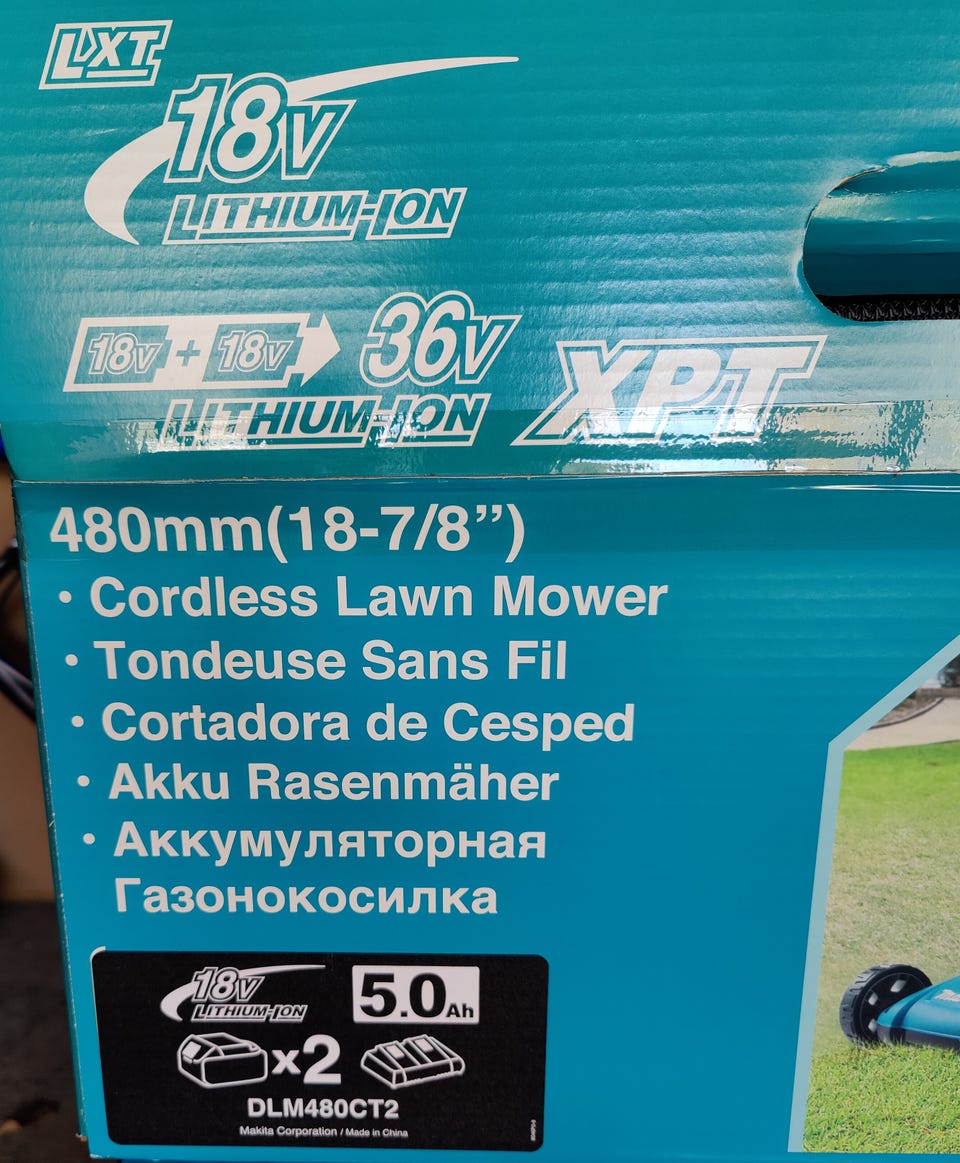 LXT
18V
LITHIUM-ION
18V + 18V 36V
LITHIUM-ION
XPT
480mm(18-7/8”)
· Cordless Lawn Mower
· Tondeuse Sans Fil
· Cortadora de Cesped
· Akku Rasenmäher
· Аккумуляторная
Газонокосилка
18V
LITHIUM-ION
5.0Ah
x2
DLM480CT2
Makita Corporation / Made in China